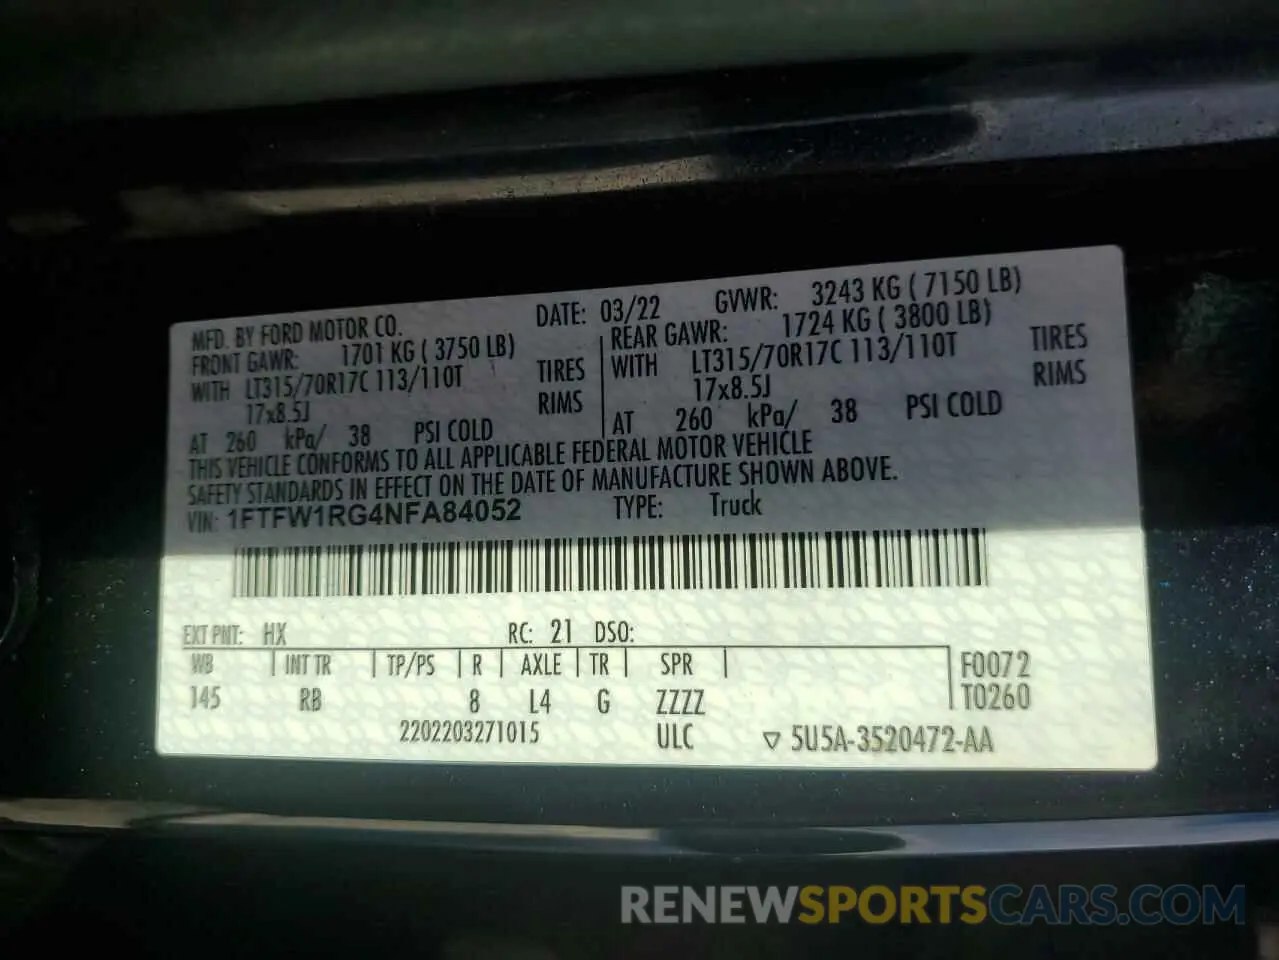 MFD. BY FORD MOTOR CO. DATE: 03/22 GVWR: 3243 KG ( 7150 LB)
FRONT GAWR: 1701 KG ( 3750 LB) REAR GAWR: 1724 KG ( 3800 LB)
WITH LT315/70R17C 113/110T TIRES WITH LT315/70R17C 113/110T TIRES
17x8.5J RIMS 17x8.5J RIMS
AT 260 kPa/ 38 PSI COLD AT 260 kPa/ 38 PSI COLD
THIS VEHICLE CONFORMS TO ALL APPLICABLE FEDERAL MOTOR VEHICLE
SAFETY STANDARDS IN EFFECT ON THE DATE OF MANUFACTURE SHOWN ABOVE.
VIN: 1FTFW1RG4NFA84052 TYPE: Truck
EXT PNT: HX RC: 21 DSO:
WB INT TR TP/PS R AXLE TR SPR F0072
145 RB 8 L4 G ZZZZ T0260
2202203271015 ULC ▽ 5U5A-3520472-AA
RENEWSPORTSCARS.COM